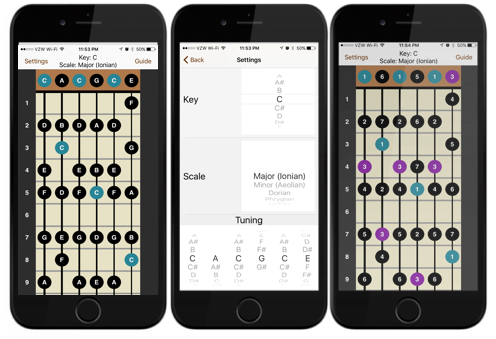 VZW Wi-Fi 11:53 PM 50%
Settings
Key: C
Scale: Major (Ionian)
Guide
C A C G C E
1 F
2 D B D A D
3 C G
4 E E B E
5 F D F C F A
7 G E G D G B
8 F C
9 A A E A
VZW Wi-Fi 11:53 PM 50%
Back
Settings
Key
A
A#
B
C
C#
D
D#
Scale
Major (Ionian)
Minor (Aeolian)
Dorian
Phrygian
Tuning
A# F C#
B F# D
C A C G C E
C# A# C# G# C# F
VZW Wi-Fi 11:54 PM 50%
Settings
Key: C
Scale: Major (Ionian)
Guide
1 6 1 5 1 3
1 4
2 2 7 2 6 2
3 1 5
4 3 3 7 3
5 4 2 4 1 4 6
7 5 3 5 2 5 7
8 4 1
9 6 6 3 6